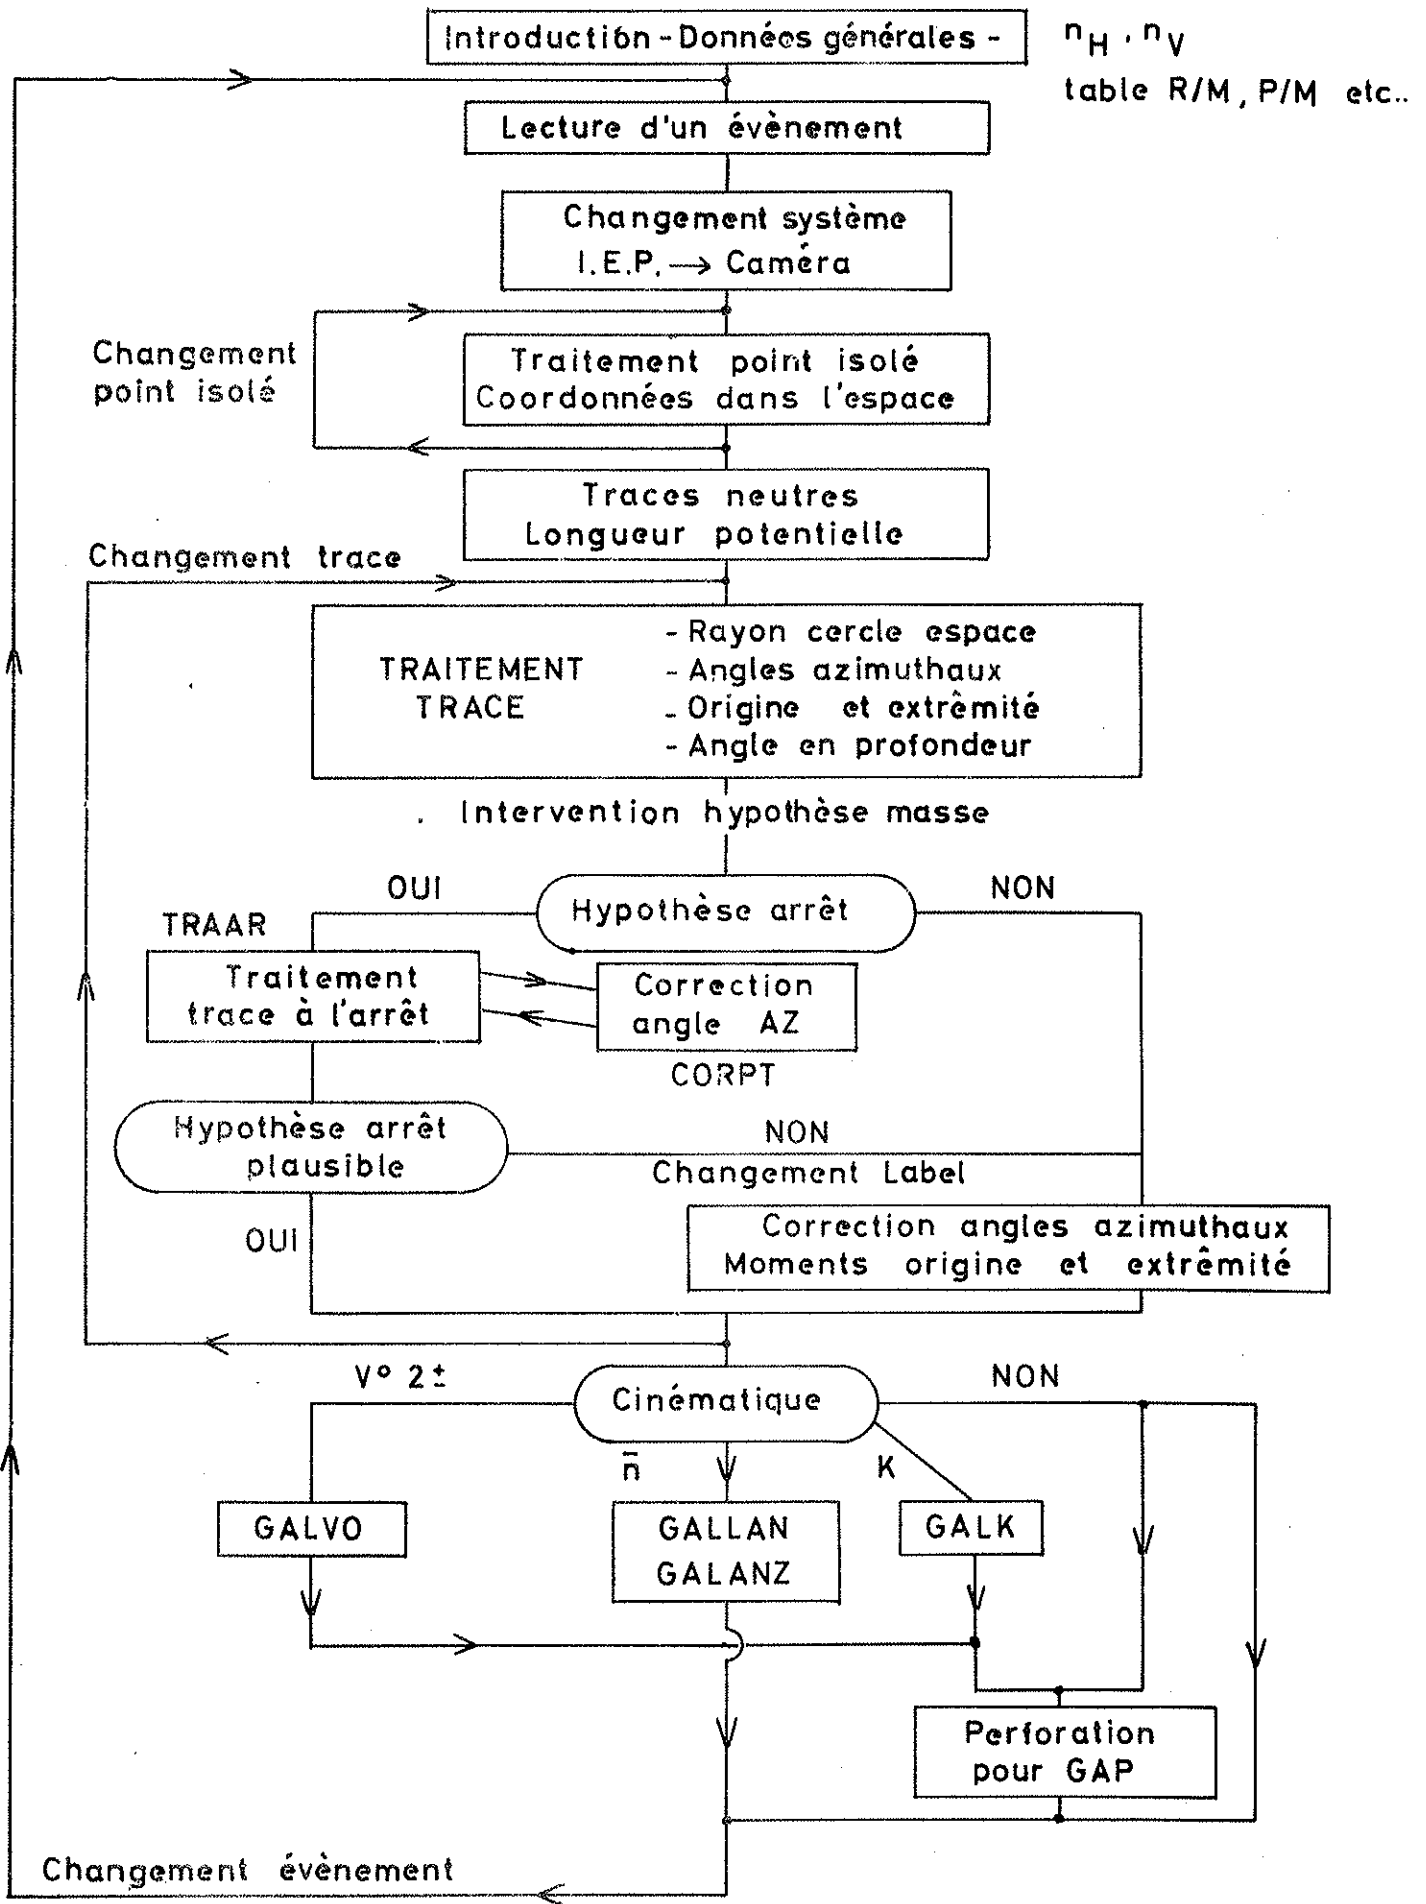 Introduction - Données générales -
n_H . n_V
table R/M, P/M etc..
Lecture d'un évènement
Changement système
I.E.P. → Caméra
Changement
point isolé
Traitement point isolé
Coordonnées dans l'espace
Traces neutres
Longueur potentielle
Changement trace
TRAITEMENT
TRACE
- Rayon cercle espace
- Angles azimuthaux
- Origine et extrêmité
- Angle en profondeur
Intervention hypothèse masse
OUI
Hypothèse arrêt
NON
TRAAR
Traitement
trace à l'arrêt
Correction
angle AZ
CORPT
Hypothèse arrêt
plausible
NON
Changement Label
OUI
Correction angles azimuthaux
Moments origine et extrêmité
V° 2±
Cinématique
NON
n̄
K
GALVO
GALLAN
GALANZ
GALK
Perforation
pour GAP
Changement évènement